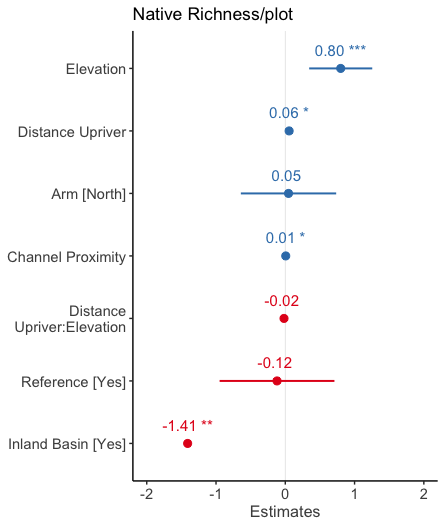 Native Richness/plot
0.80 ***
Elevation
0.06 *
Distance Upriver
0.05
Arm [North]
0.01 *
Channel Proximity
-0.02
Distance
Upriver:Elevation
-0.12
Reference [Yes]
-1.41 **
Inland Basin [Yes]
-2 -1 0 1 2
Estimates